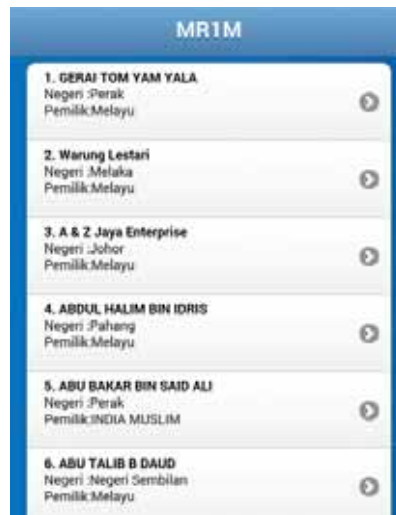 MR1M
1. GERAI TOM YAM YALA
Negeri :Perak
Pemilik:Melayu
2. Warung Lestari
Negeri :Melaka
Pemilik:Melayu
3. A & Z Jaya Enterprise
Negeri :Johor
Pemilik:Melayu
4. ABDUL HALIM BIN IDRIS
Negeri :Pahang
Pemilik:Melayu
5. ABU BAKAR BIN SAID ALI
Negeri :Perak
Pemilik:INDIA MUSLIM
6. ABU TALIB B DAUD
Negeri :Negeri Sembilan
Pemilik:Melayu